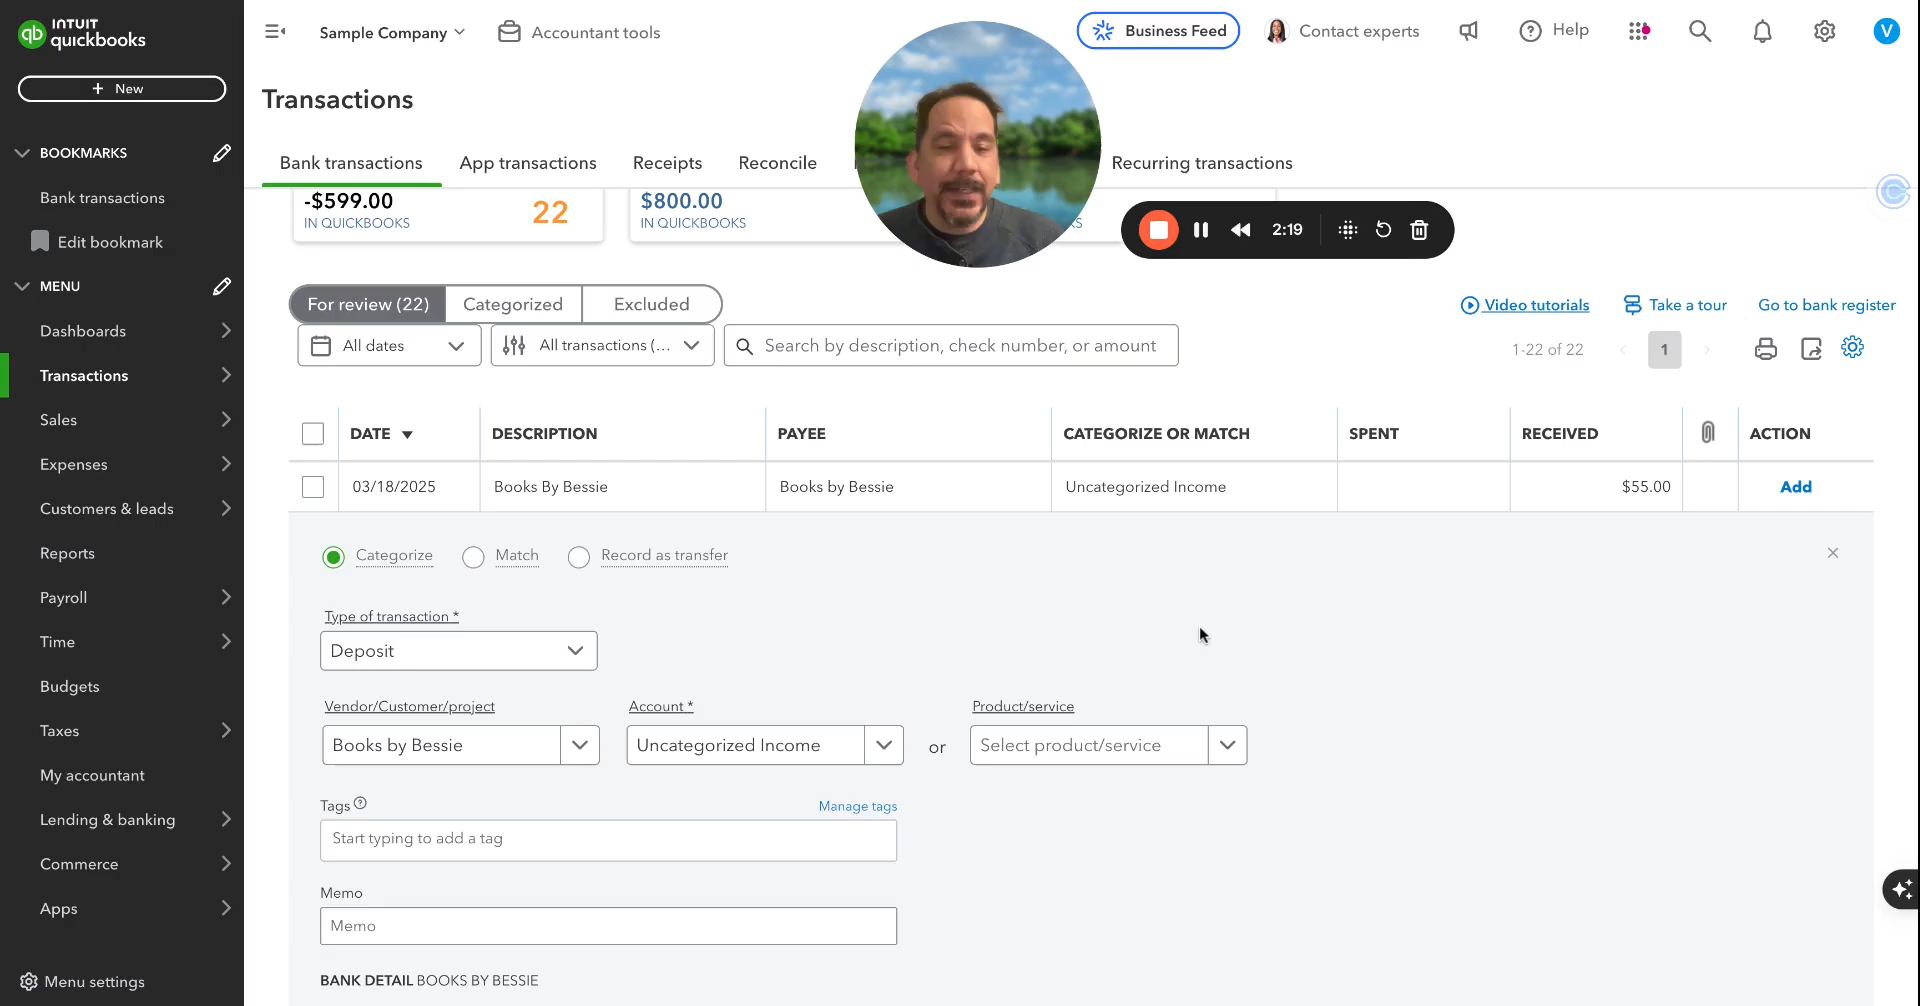 INTUIT
qb quickbooks
+ New
BOOKMARKS
Bank transactions
Edit bookmark
MENU
Dashboards
Transactions
Sales
Expenses
Customers & leads
Reports
Payroll
Time
Budgets
Taxes
My accountant
Lending & banking
Commerce
Apps
Menu settings
Sample Company
Accountant tools
Business Feed
Contact experts
Help
V
Transactions
Bank transactions
App transactions
Receipts
Reconcile
Recurring transactions
-$599.00
IN QUICKBOOKS
22
$800.00
IN QUICKBOOKS
KS
2:19
For review (22)
Categorized
Excluded
Video tutorials
Take a tour
Go to bank register
All dates
All transactions (...
Search by description, check number, or amount
1-22 of 22
1
DATE ▼ DESCRIPTION PAYEE CATEGORIZE OR MATCH SPENT RECEIVED ACTION
03/18/2025 Books By Bessie Books by Bessie Uncategorized Income $55.00 Add
Categorize
Match
Record as transfer
Type of transaction *
Deposit
Vendor/Customer/project
Account *
Product/service
Books by Bessie
Uncategorized Income
or
Select product/service
Tags
Manage tags
Start typing to add a tag
Memo
Memo
BANK DETAIL BOOKS BY BESSIE